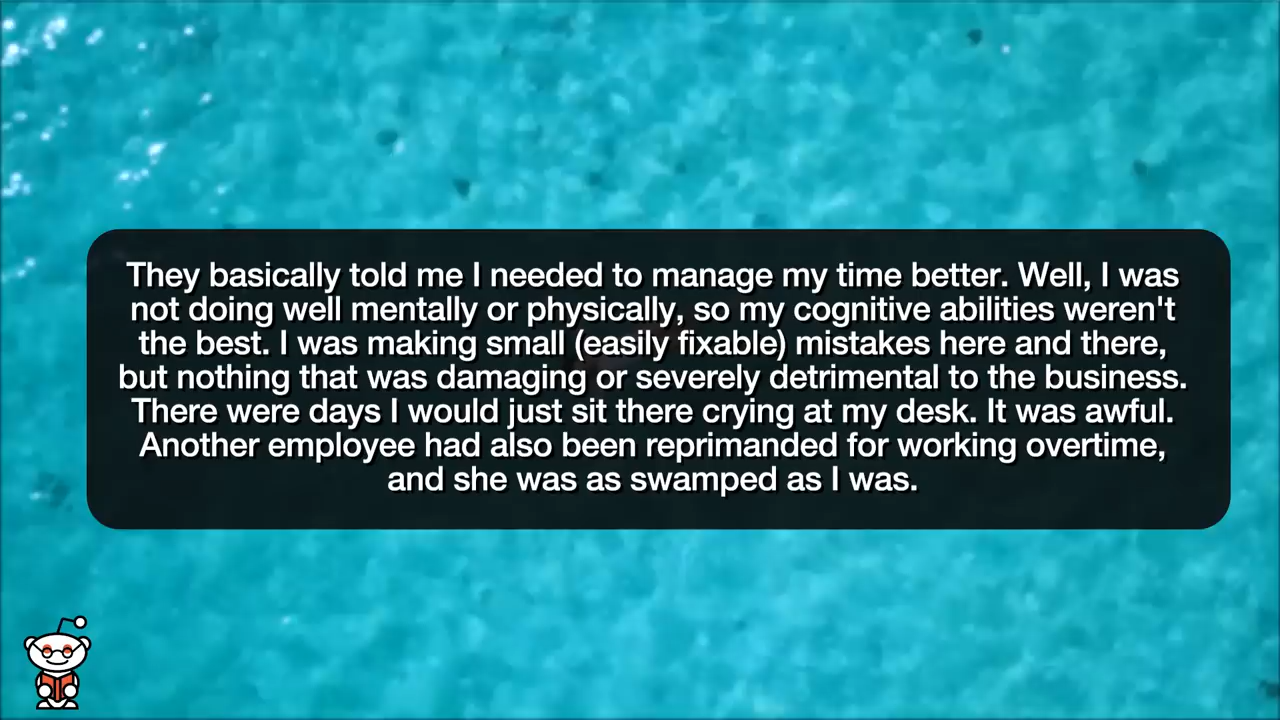 They basically told me I needed to manage my time better. Well, I was
not doing well mentally or physically, so my cognitive abilities weren't
the best. I was making small (easily fixable) mistakes here and there,
but nothing that was damaging or severely detrimental to the business.
There were days I would just sit there crying at my desk. It was awful.
Another employee had also been reprimanded for working overtime,
and she was as swamped as I was.